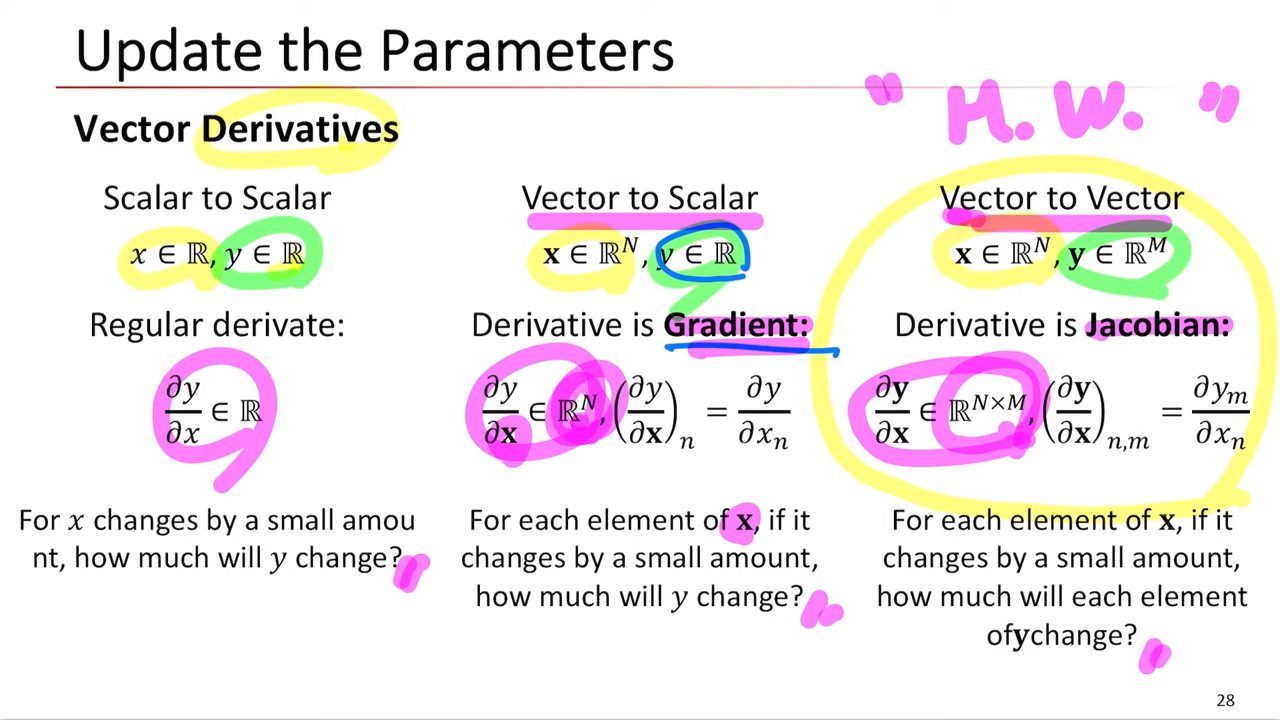 Update the Parameters
" H. W. "
Vector Derivatives
Scalar to Scalar
x ∈ ℝ, y ∈ ℝ
Regular derivate:
∂y/∂x ∈ ℝ
For x changes by a small amou
nt, how much will y change?
Vector to Scalar
𝐱 ∈ ℝ^N, y ∈ ℝ
Derivative is Gradient:
∂y/∂𝐱 ∈ ℝ^N, (∂y/∂𝐱)_n = ∂y/∂x_n
For each element of 𝐱, if it
changes by a small amount,
how much will y change?
Vector to Vector
𝐱 ∈ ℝ^N, 𝐲 ∈ ℝ^M
Derivative is Jacobian:
∂𝐲/∂𝐱 ∈ ℝ^{N×M}, (∂𝐲/∂𝐱)_{n,m} = ∂y_m/∂x_n
For each element of 𝐱, if it
changes by a small amount,
how much will each element
of𝐲change?
28